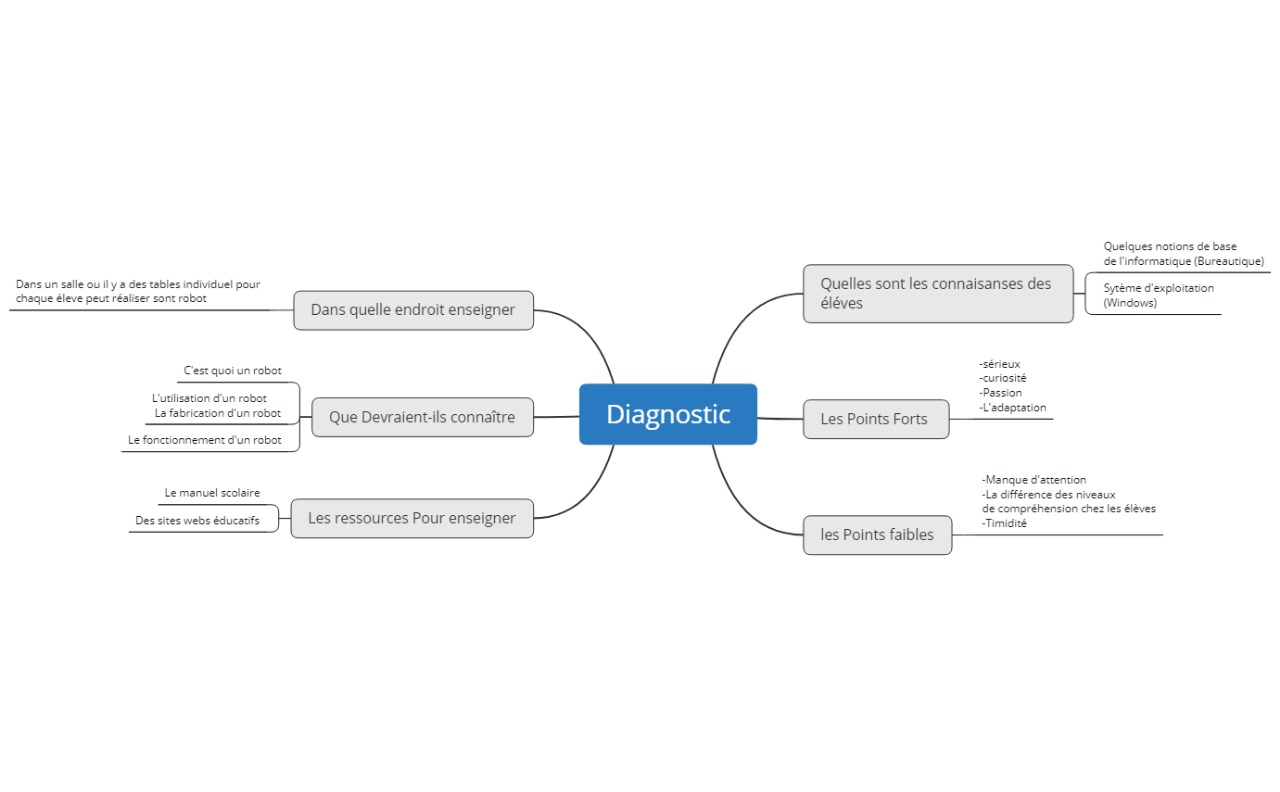 Diagnostic
Quelles sont les connaisanses des
éléves
Quelques notions de base
de l'informatique (Bureautique)
Sytème d'exploitation
(Windows)
Les Points Forts
-sérieux
-curiosité
-Passion
-L'adaptation
les Points faibles
-Manque d'attention
-La différence des niveaux
de compréhension chez les élèves
-Timidité
Dans quelle endroit enseigner
Dans un salle ou il y a des tables individuel pour
chaque éleve peut réaliser sont robot
Que Devraient-ils connaître
C'est quoi un robot
L'utilisation d'un robot
La fabrication d'un robot
Le fonctionnement d'un robot
Les ressources Pour enseigner
Le manuel scolaire
Des sites webs éducatifs